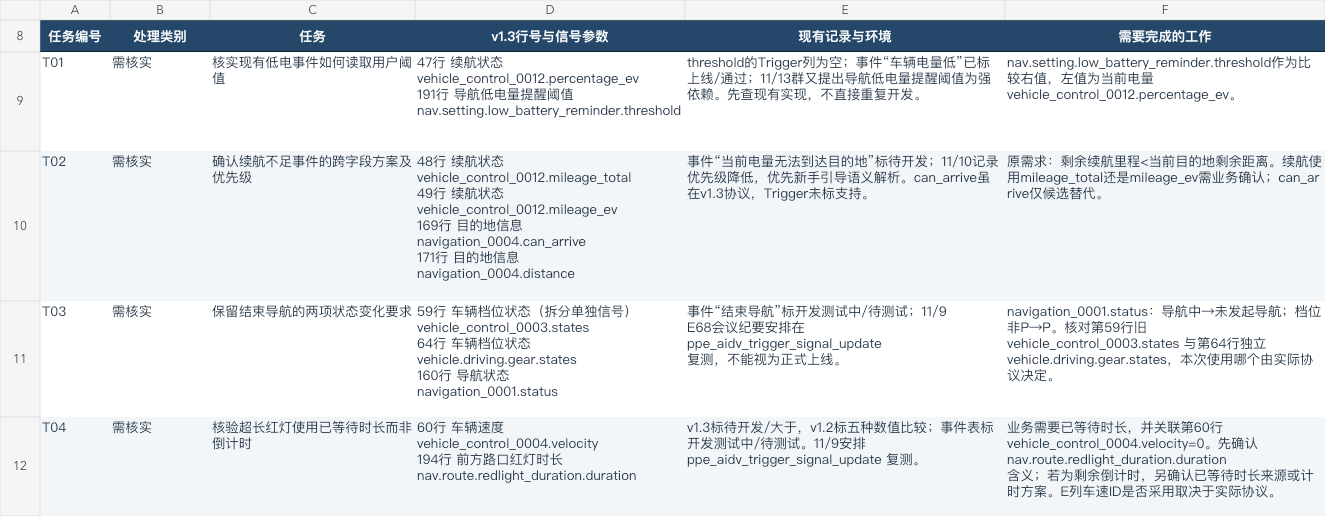 A B C D E F
8 任务编号 处理类别 任务 v1.3行号与信号参数 现有记录与环境 需要完成的工作
9
T01
需核实
核实现有低电事件如何读取用户阈
值
47行 续航状态
vehicle_control_0012.percentage_ev
191行 导航低电量提醒阈值
nav.setting.low_battery_reminder.threshold
threshold的Trigger列为空；事件“车辆电量低”已标
上线/通过；11/13群又提出导航低电量提醒阈值为强
依赖。先查现有实现，不直接重复开发。
nav.setting.low_battery_reminder.threshold作为比
较右值，左值为当前电量
vehicle_control_0012.percentage_ev。
10
T02
需核实
确认续航不足事件的跨字段方案及
优先级
48行 续航状态
vehicle_control_0012.mileage_total
49行 续航状态
vehicle_control_0012.mileage_ev
169行 目的地信息
navigation_0004.can_arrive
171行 目的地信息
navigation_0004.distance
事件“当前电量无法到达目的地”标待开发；11/10记录
优先级降低，优先新手引导语义解析。can_arrive虽
在v1.3协议，Trigger未标支持。
原需求：剩余续航里程<当前目的地剩余距离。续航使
用mileage_total还是mileage_ev需业务确认；can_ar
rive仅候选替代。
11
T03
需核实
保留结束导航的两项状态变化要求
59行 车辆档位状态（拆分单独信号）
vehicle_control_0003.states
64行 车辆档位状态
vehicle.driving.gear.states
160行 导航状态
navigation_0001.status
事件“结束导航”标开发测试中/待测试；11/9
E68会议纪要安排在
ppe_aidv_trigger_signal_update
复测，不能视为正式上线。
navigation_0001.status：导航中→未发起导航；档位
非P→P。核对第59行旧
vehicle_control_0003.states 与第64行独立
vehicle.driving.gear.states，本次使用哪个由实际协
议决定。
12
T04
需核实
核验超长红灯使用已等待时长而非
倒计时
60行 车辆速度
vehicle_control_0004.velocity
194行 前方路口红灯时长
nav.route.redlight_duration.duration
v1.3标待开发/大于，v1.2标五种数值比较；事件表标
开发测试中/待测试。11/9安排
ppe_aidv_trigger_signal_update 复测。
业务需要已等待时长，并关联第60行
vehicle_control_0004.velocity=0。先确认
nav.route.redlight_duration.duration
含义；若为剩余倒计时，另确认已等待时长来源或计
时方案。E列车速ID是否采用取决于实际协议。